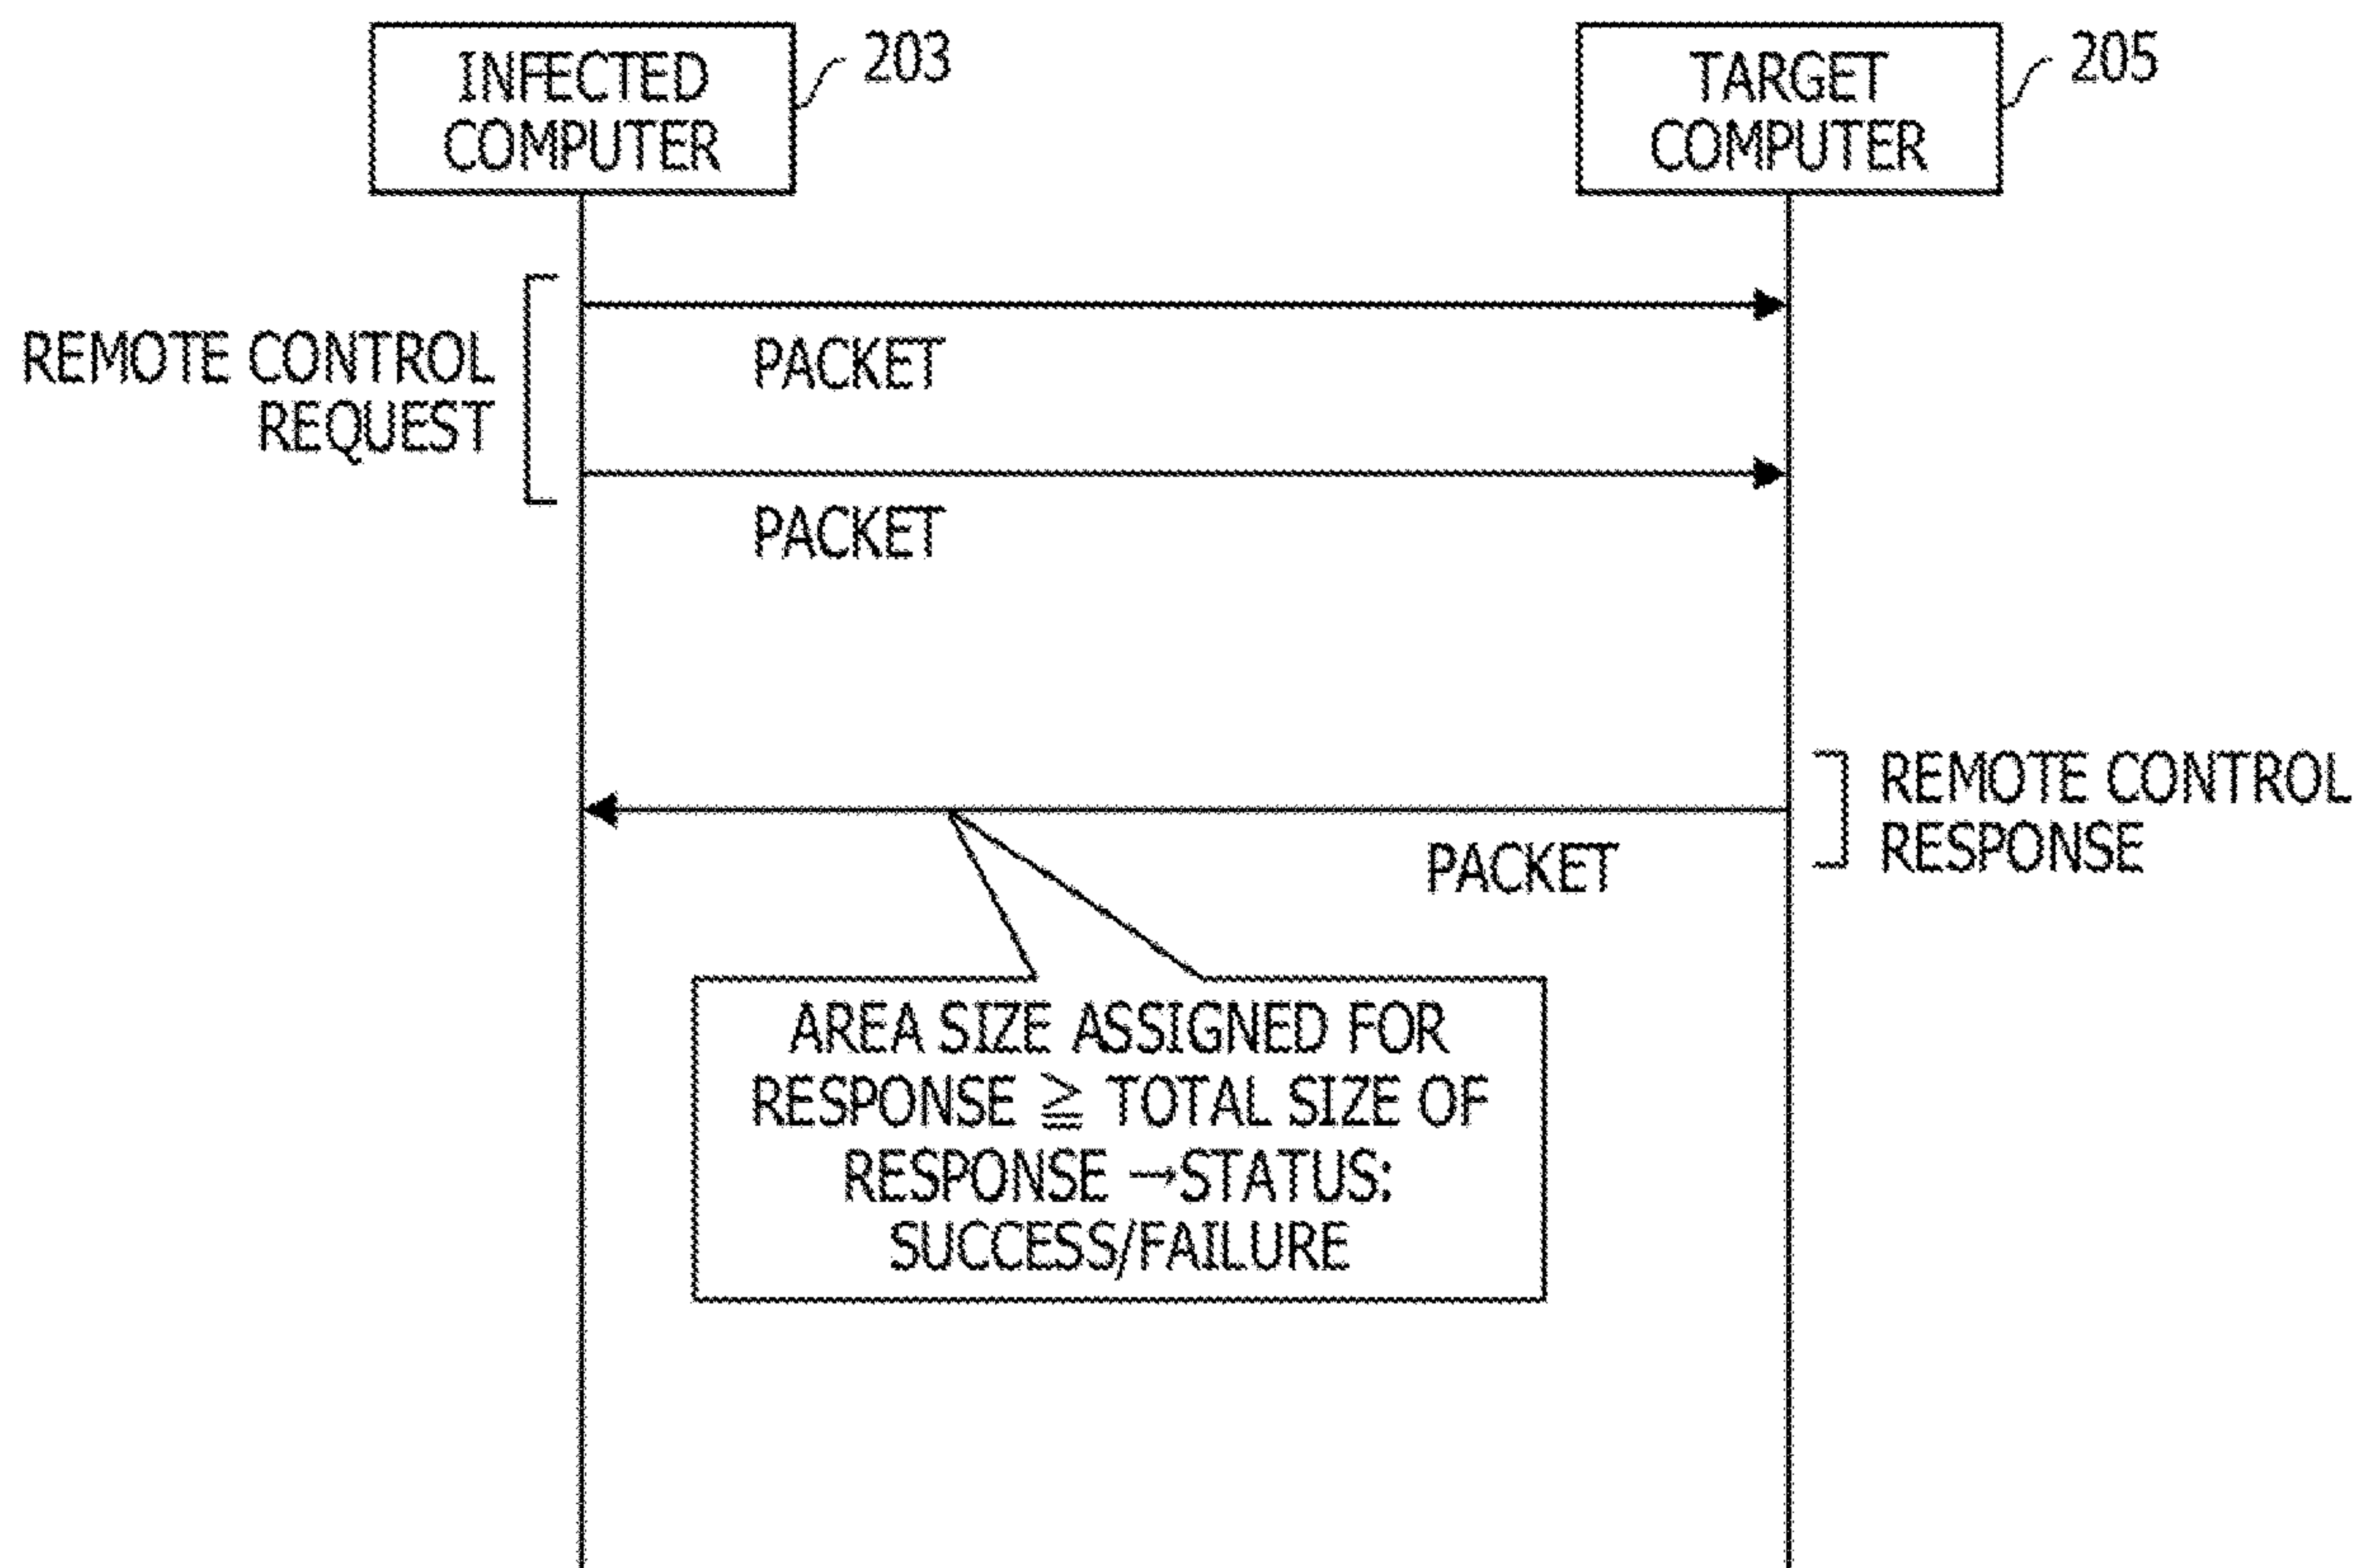 INFECTED
COMPUTER
203
TARGET
COMPUTER
205
REMOTE CONTROL
REQUEST
PACKET
PACKET
REMOTE CONTROL
RESPONSE
PACKET
AREA SIZE ASSIGNED FOR
RESPONSE ≧ TOTAL SIZE OF
RESPONSE →STATUS:
SUCCESS/FAILURE